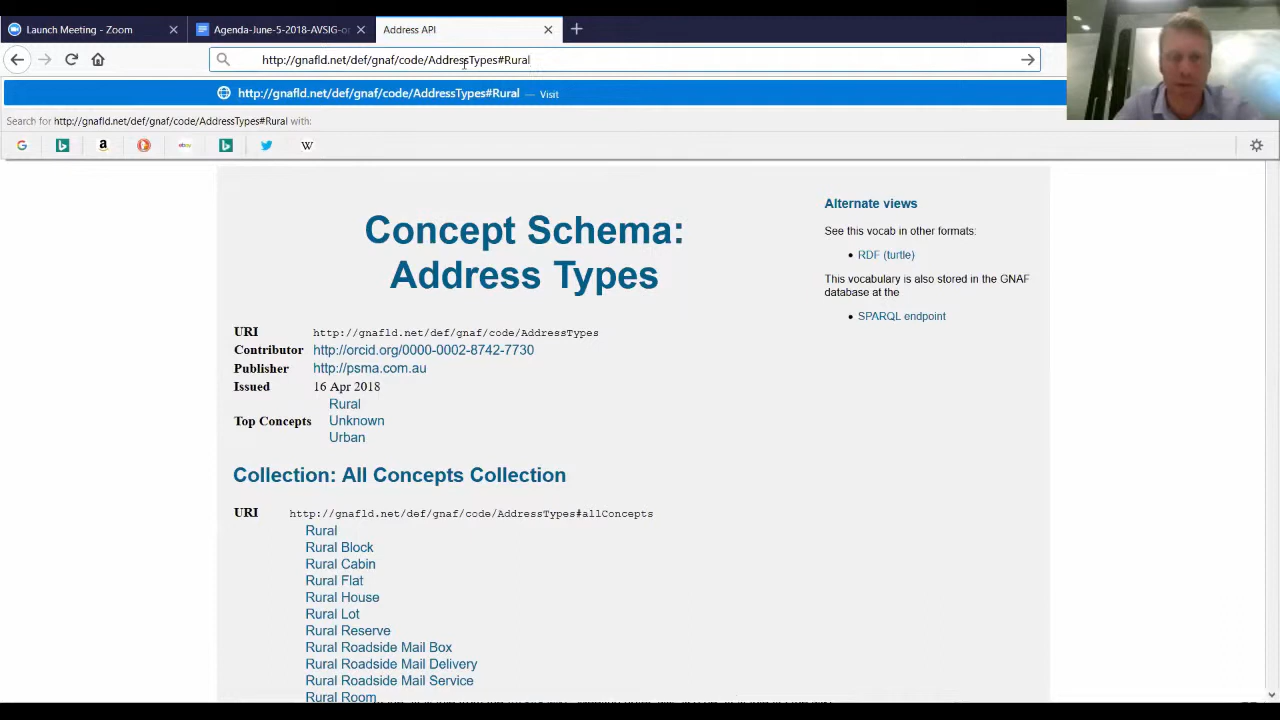 Launch Meeting - Zoom
Agenda-June-5-2018-AVSIG-o
Address API
http://gnafld.net/def/gnaf/code/AddressTypes#Rural
http://gnafld.net/def/gnaf/code/AddressTypes#Rural — Visit
Search for http://gnafld.net/def/gnaf/code/AddressTypes#Rural with:
Concept Schema:
Address Types
URI http://gnafld.net/def/gnaf/code/AddressTypes
Contributor http://orcid.org/0000-0002-8742-7730
Publisher http://psma.com.au
Issued 16 Apr 2018
Top Concepts
Rural
Unknown
Urban
Collection: All Concepts Collection
URI http://gnafld.net/def/gnaf/code/AddressTypes#allConcepts
Rural
Rural Block
Rural Cabin
Rural Flat
Rural House
Rural Lot
Rural Reserve
Rural Roadside Mail Box
Rural Roadside Mail Delivery
Rural Roadside Mail Service
Rural Room
Alternate views
See this vocab in other formats:
RDF (turtle)
This vocabulary is also stored in the GNAF
database at the
SPARQL endpoint